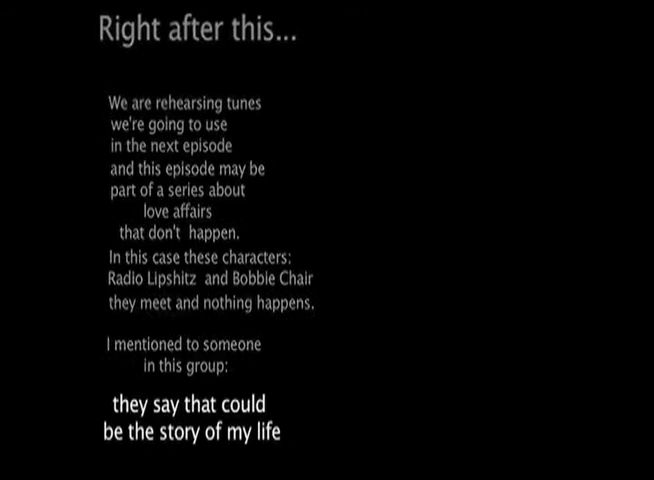 Right after this...
We are rehearsing tunes
we're going to use
in the next episode
and this episode may be
part of a series about
love affairs
that don't happen.
In this case these characters:
Radio Lipshitz and Bobbie Chair
they meet and nothing happens.
I mentioned to someone
in this group:
they say that could
be the story of my life